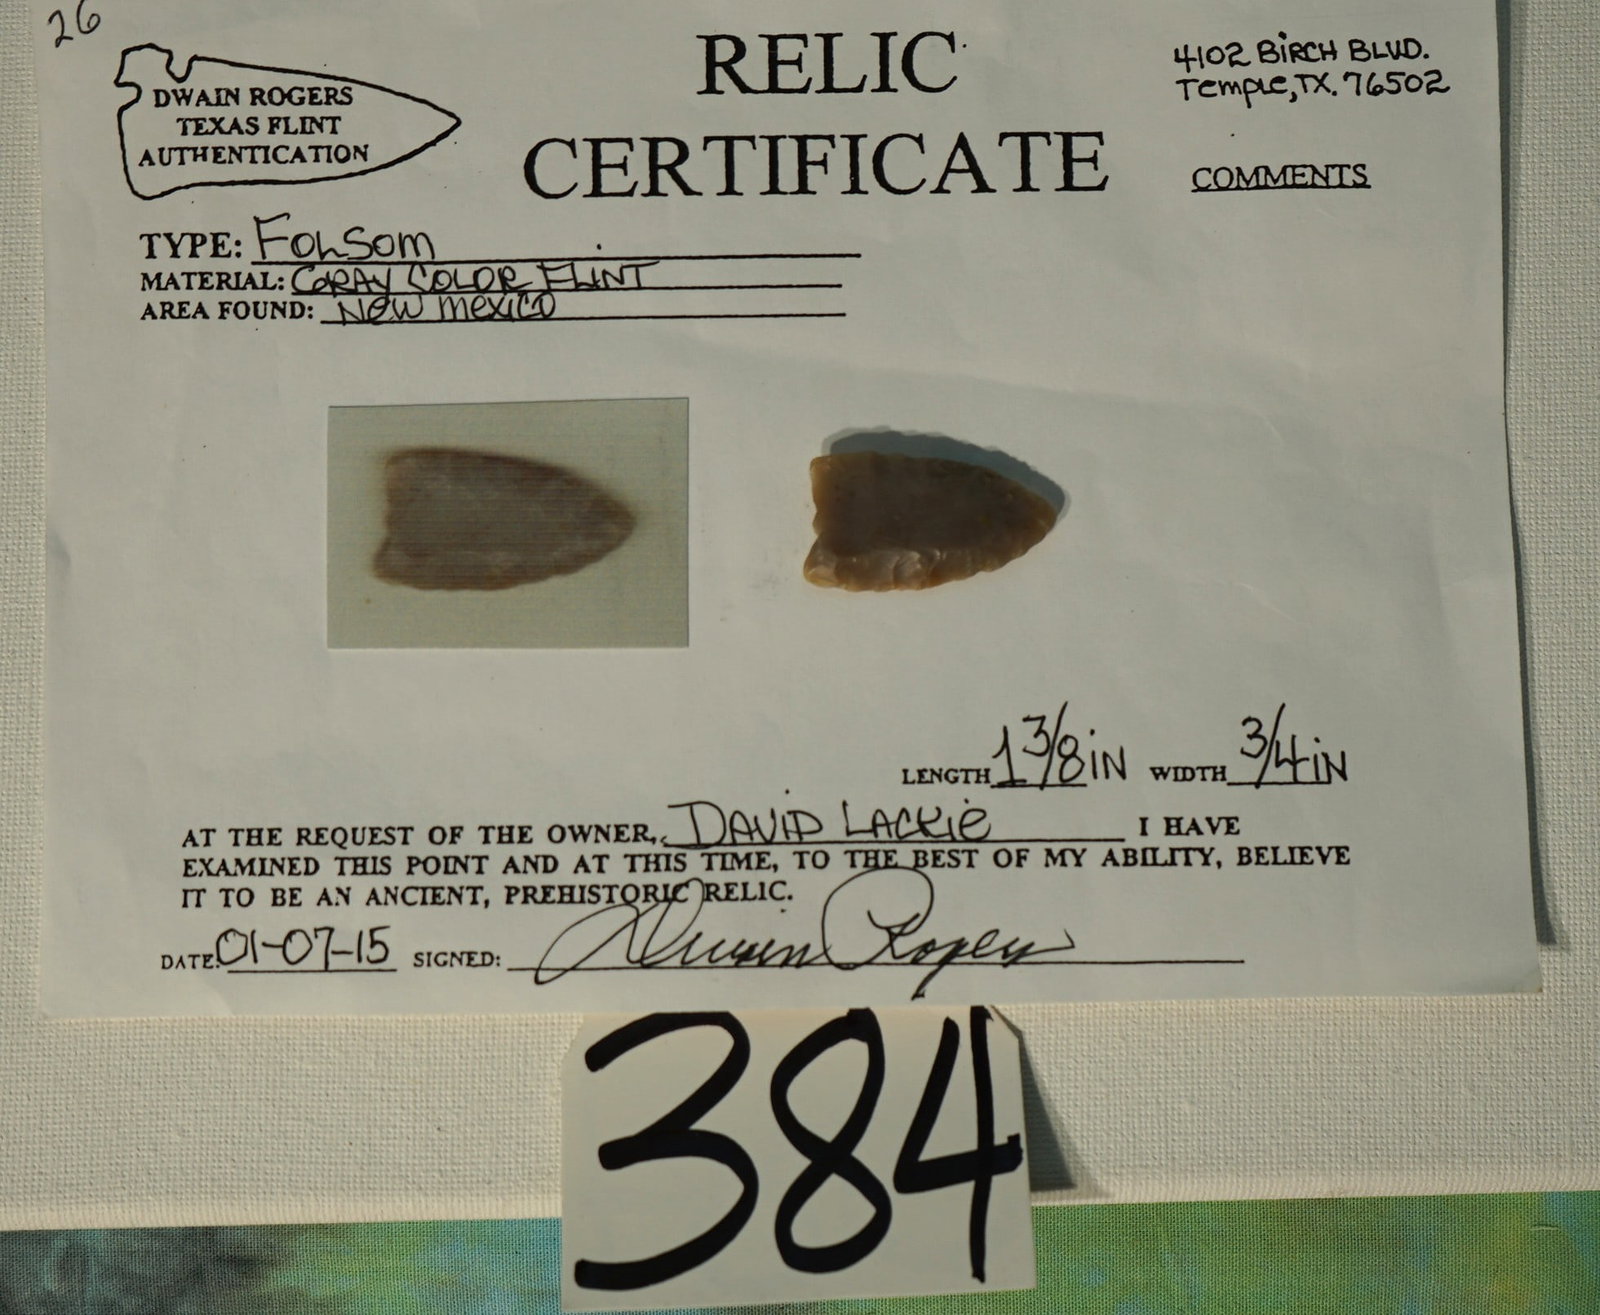 26
DWAIN ROGERS
TEXAS FLINT
AUTHENTICATION
RELIC
CERTIFICATE
4102 BIRCH BLVD.
Temple, TX. 76502
COMMENTS
TYPE: FOLSOM
MATERIAL: GRAY COLOR FLINT
AREA FOUND: New mexico
LENGTH 1 3/8 iN WIDTH 3/4 iN
AT THE REQUEST OF THE OWNER, DAVID LACKIE I HAVE
EXAMINED THIS POINT AND AT THIS TIME, TO THE BEST OF MY ABILITY, BELIEVE
IT TO BE AN ANCIENT, PREHISTORIC RELIC.
DATE: 01-07-15 SIGNED: Dwain Rogers
384